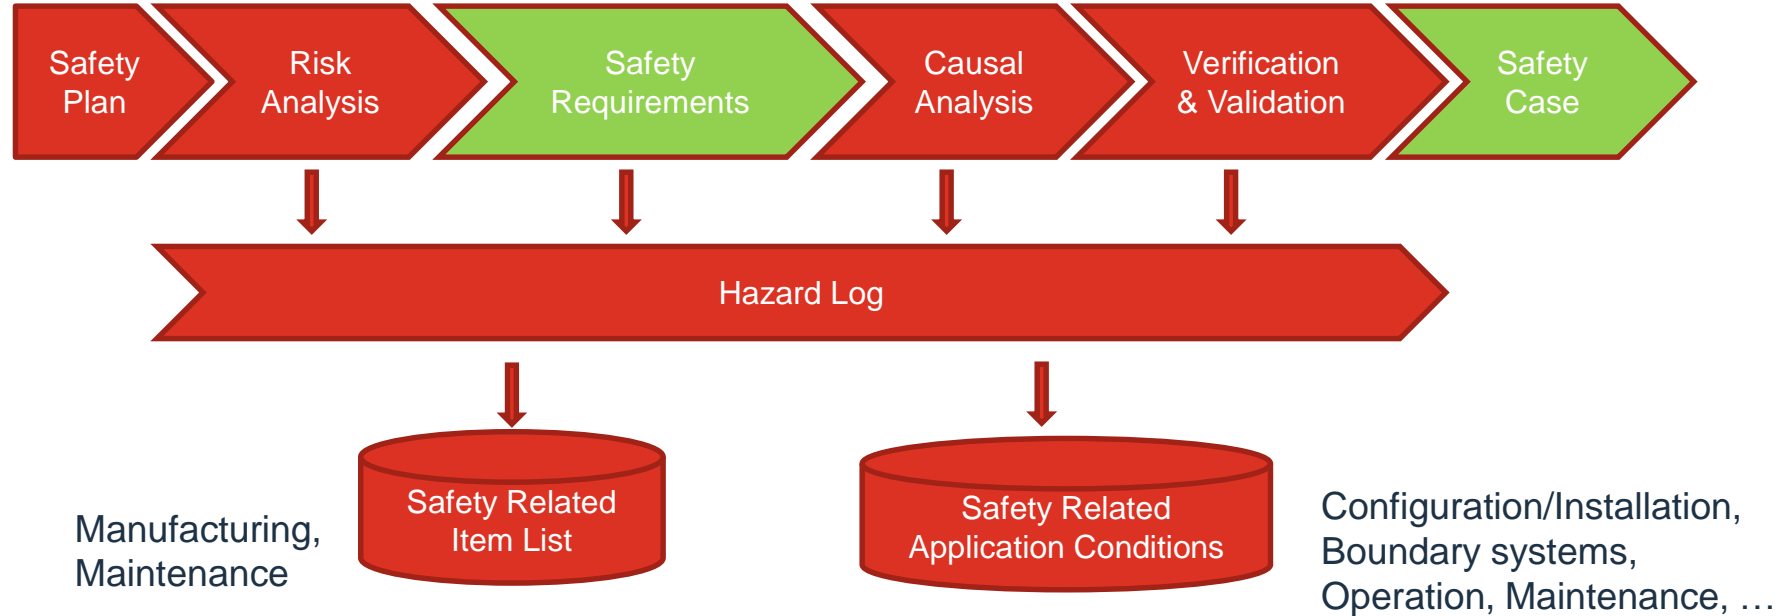 Safety
Plan
Risk
Analysis
Safety
Requirements
Causal
Analysis
Verification
& Validation
Safety
Case
Hazard Log
Manufacturing,
Maintenance
Safety Related
Item List
Safety Related
Application Conditions
Configuration/Installation,
Boundary systems,
Operation, Maintenance, …